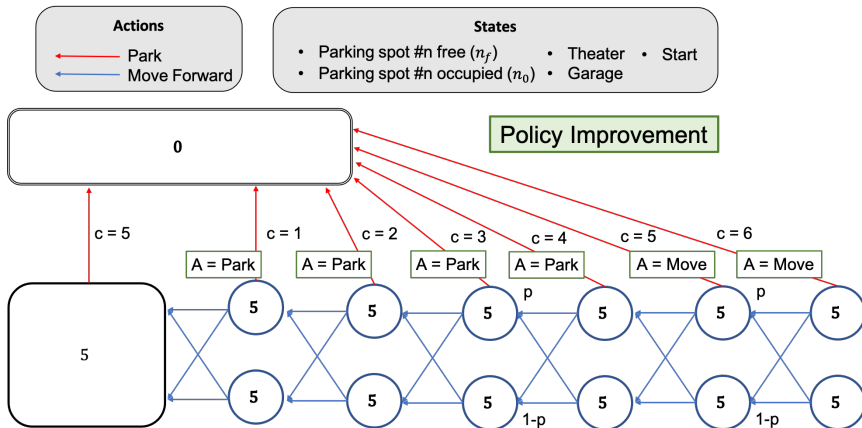 Actions
Park
Move Forward
States
• Parking spot #n free (n_f)
• Parking spot #n occupied (n_0)
• Theater
• Garage
• Start
0
Policy Improvement
c = 5
c = 1
c = 2
c = 3
c = 4
c = 5
c = 6
A = Park
A = Park
A = Park
A = Park
A = Move
A = Move
p
p
5
5
5
5
5
5
5
5
5
5
5
5
5
1-p
1-p